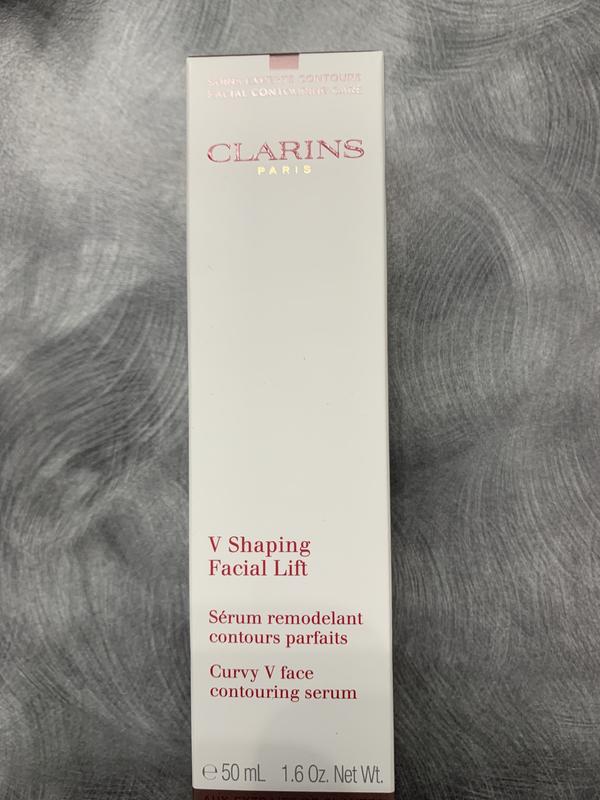 FACIAL CONTOURING CARE
CLARINS
PARIS
V Shaping
Facial Lift
Sérum remodelant
contours parfaits
Curvy V face
contouring serum
℮ 50 mL 1.6 Oz. Net Wt.